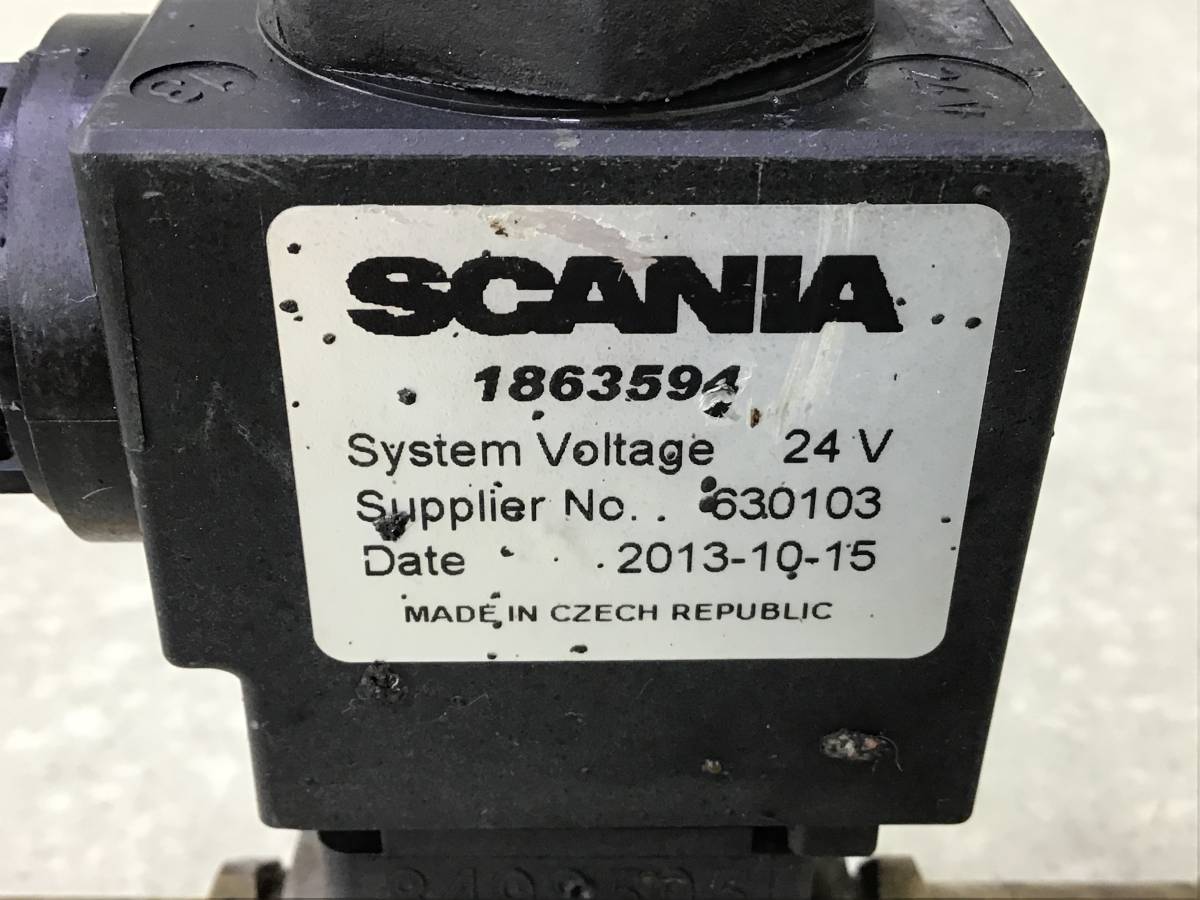 SCANIA
1863594
System Voltage 24 V
Supplier No. 630103
Date 2013-10-15
MADE IN CZECH REPUBLIC